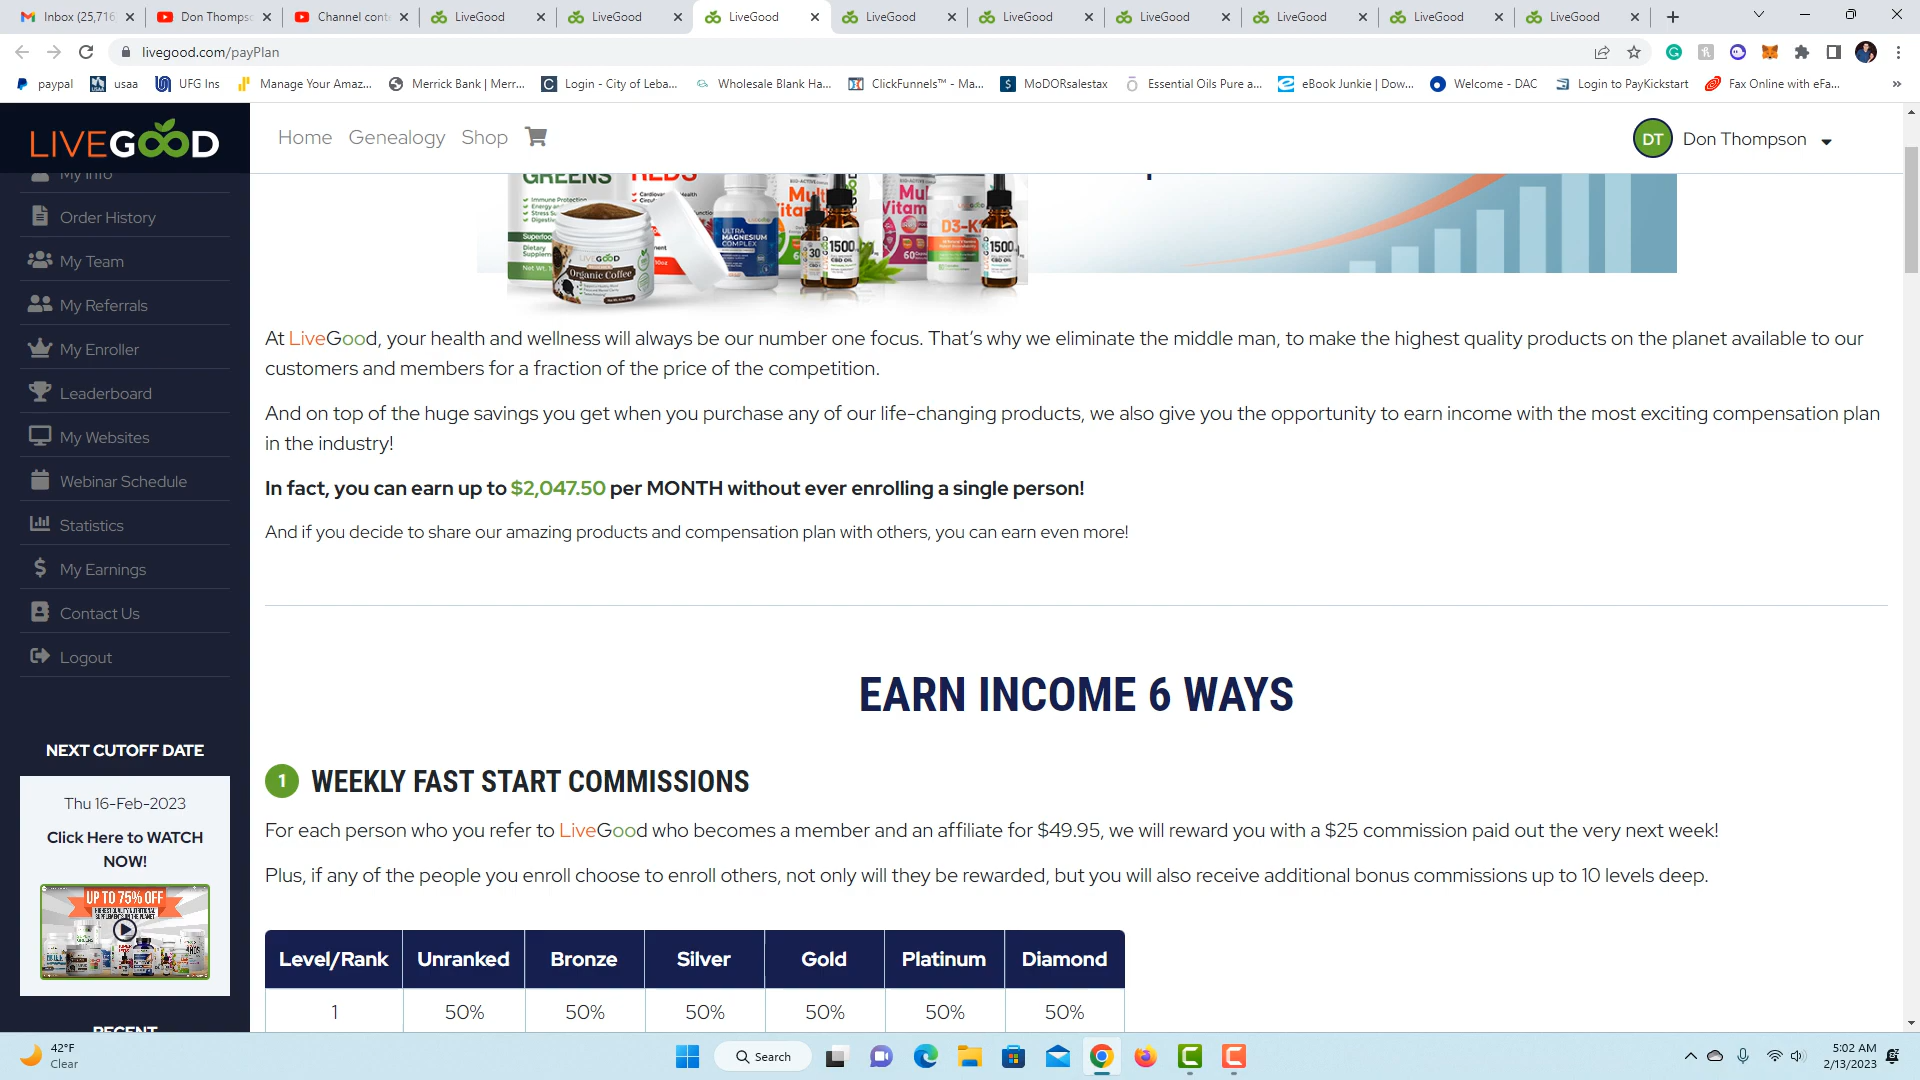 Inbox (25,716
Don Thompso
Channel cont
LiveGood
LiveGood
LiveGood
LiveGood
LiveGood
LiveGood
LiveGood
LiveGood
LiveGood
livegood.com/payPlan
paypal
usaa
UFG Ins
Manage Your Amaz...
Merrick Bank | Merr...
Login - City of Leba...
Wholesale Blank Ha...
ClickFunnels™ - Ma...
MoDORsalestax
Essential Oils Pure a...
eBook Junkie | Dow...
Welcome - DAC
Login to PayKickstart
Fax Online with eFa...
LIVEGOOD
Home
Genealogy
Shop
DT
Don Thompson
My Info
Order History
My Team
My Referrals
My Enroller
Leaderboard
My Websites
Webinar Schedule
Statistics
My Earnings
Contact Us
Logout
NEXT CUTOFF DATE
Thu 16-Feb-2023
Click Here to WATCH
NOW!
UP TO 75% OFF
RECENT
GREENS
REDS
LIVEGOOD
Organic Coffee
ULTRA
MAGNESIUM
COMPLEX
30
1500
D3-K
1500
At LiveGood, your health and wellness will always be our number one focus. That’s why we eliminate the middle man, to make the highest quality products on the planet available to our
customers and members for a fraction of the price of the competition.
And on top of the huge savings you get when you purchase any of our life-changing products, we also give you the opportunity to earn income with the most exciting compensation plan
in the industry!
In fact, you can earn up to $2,047.50 per MONTH without ever enrolling a single person!
And if you decide to share our amazing products and compensation plan with others, you can earn even more!
EARN INCOME 6 WAYS
1 WEEKLY FAST START COMMISSIONS
For each person who you refer to LiveGood who becomes a member and an affiliate for $49.95, we will reward you with a $25 commission paid out the very next week!
Plus, if any of the people you enroll choose to enroll others, not only will they be rewarded, but you will also receive additional bonus commissions up to 10 levels deep.
Level/Rank Unranked Bronze Silver Gold Platinum Diamond
1 50% 50% 50% 50% 50% 50%
42°F
Clear
Search
5:02 AM
2/13/2023